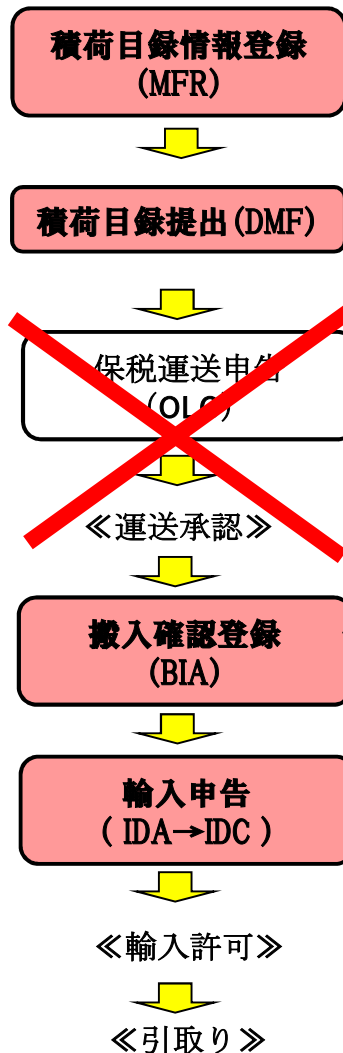 積荷目録情報登録
(MFR)
積荷目録提出(DMF)
保税運送申告
(OLC)
≪運送承認≫
搬入確認登録
(BIA)
輸入申告
( IDA→IDC )
≪輸入許可≫
≪引取り≫